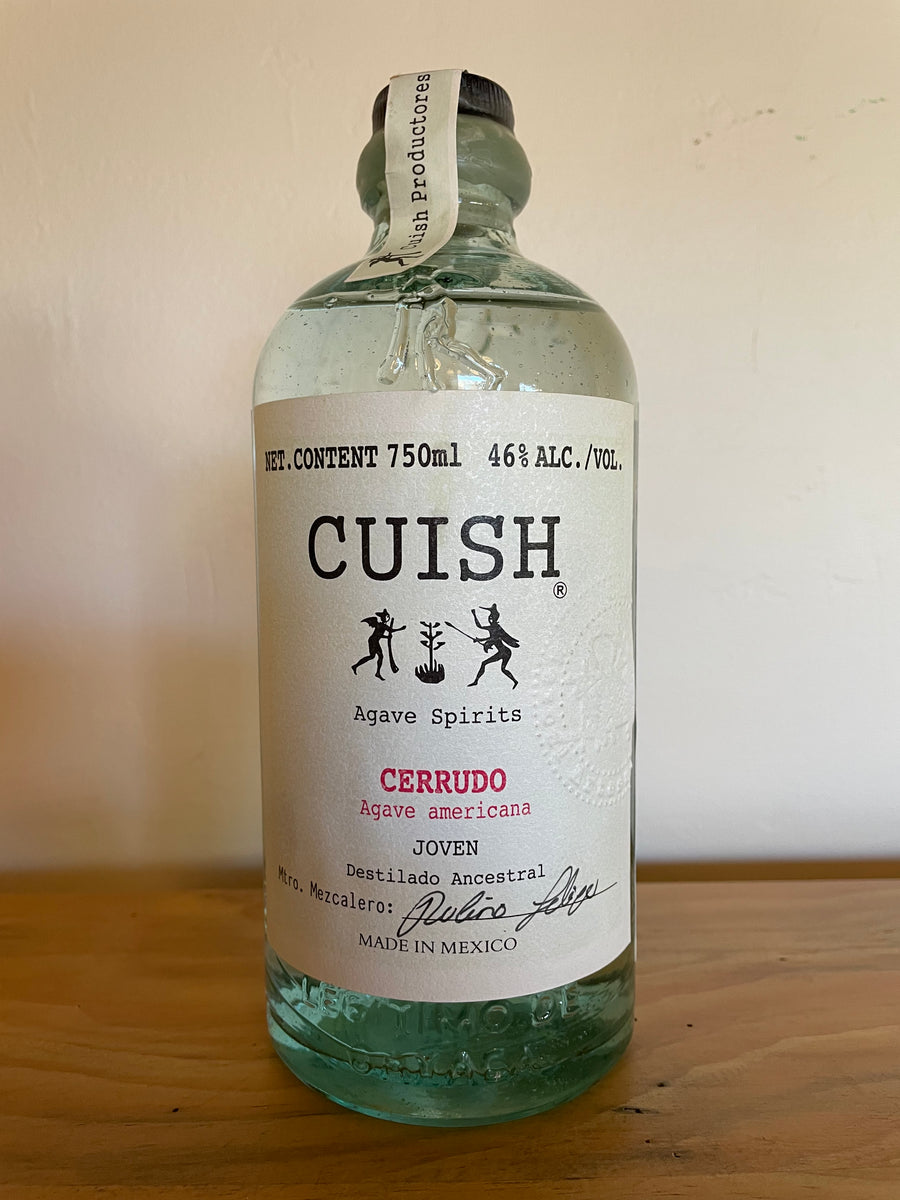 Cuish Productores
NET.CONTENT 750ml 46% ALC./VOL.
CUISH®
Agave Spirits
CERRUDO
Agave americana
JOVEN
Destilado Ancestral
Mtro. Mezcalero:
MADE IN MEXICO
DE